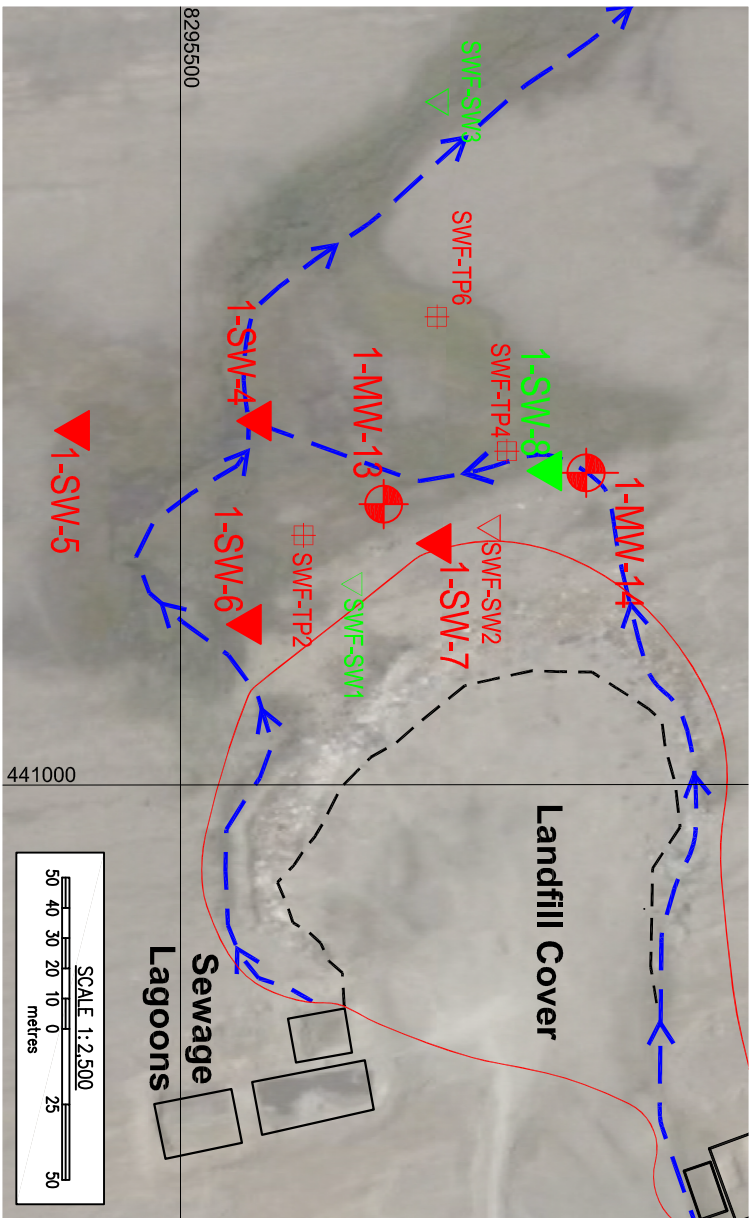 8295500
SWF-SW3
SWF-TP6
1-SW-4
1-MW-13
SWF-TP4
1-SW-8
1-SW-5
1-SW-6
SWF-TP2
SWF-SW1
1-SW-7
SWF-SW2
1-MW-14
441000
Landfill Cover
Sewage
Lagoons
SCALE 1:2,500
50 40 30 20 10 0 25 50
metres